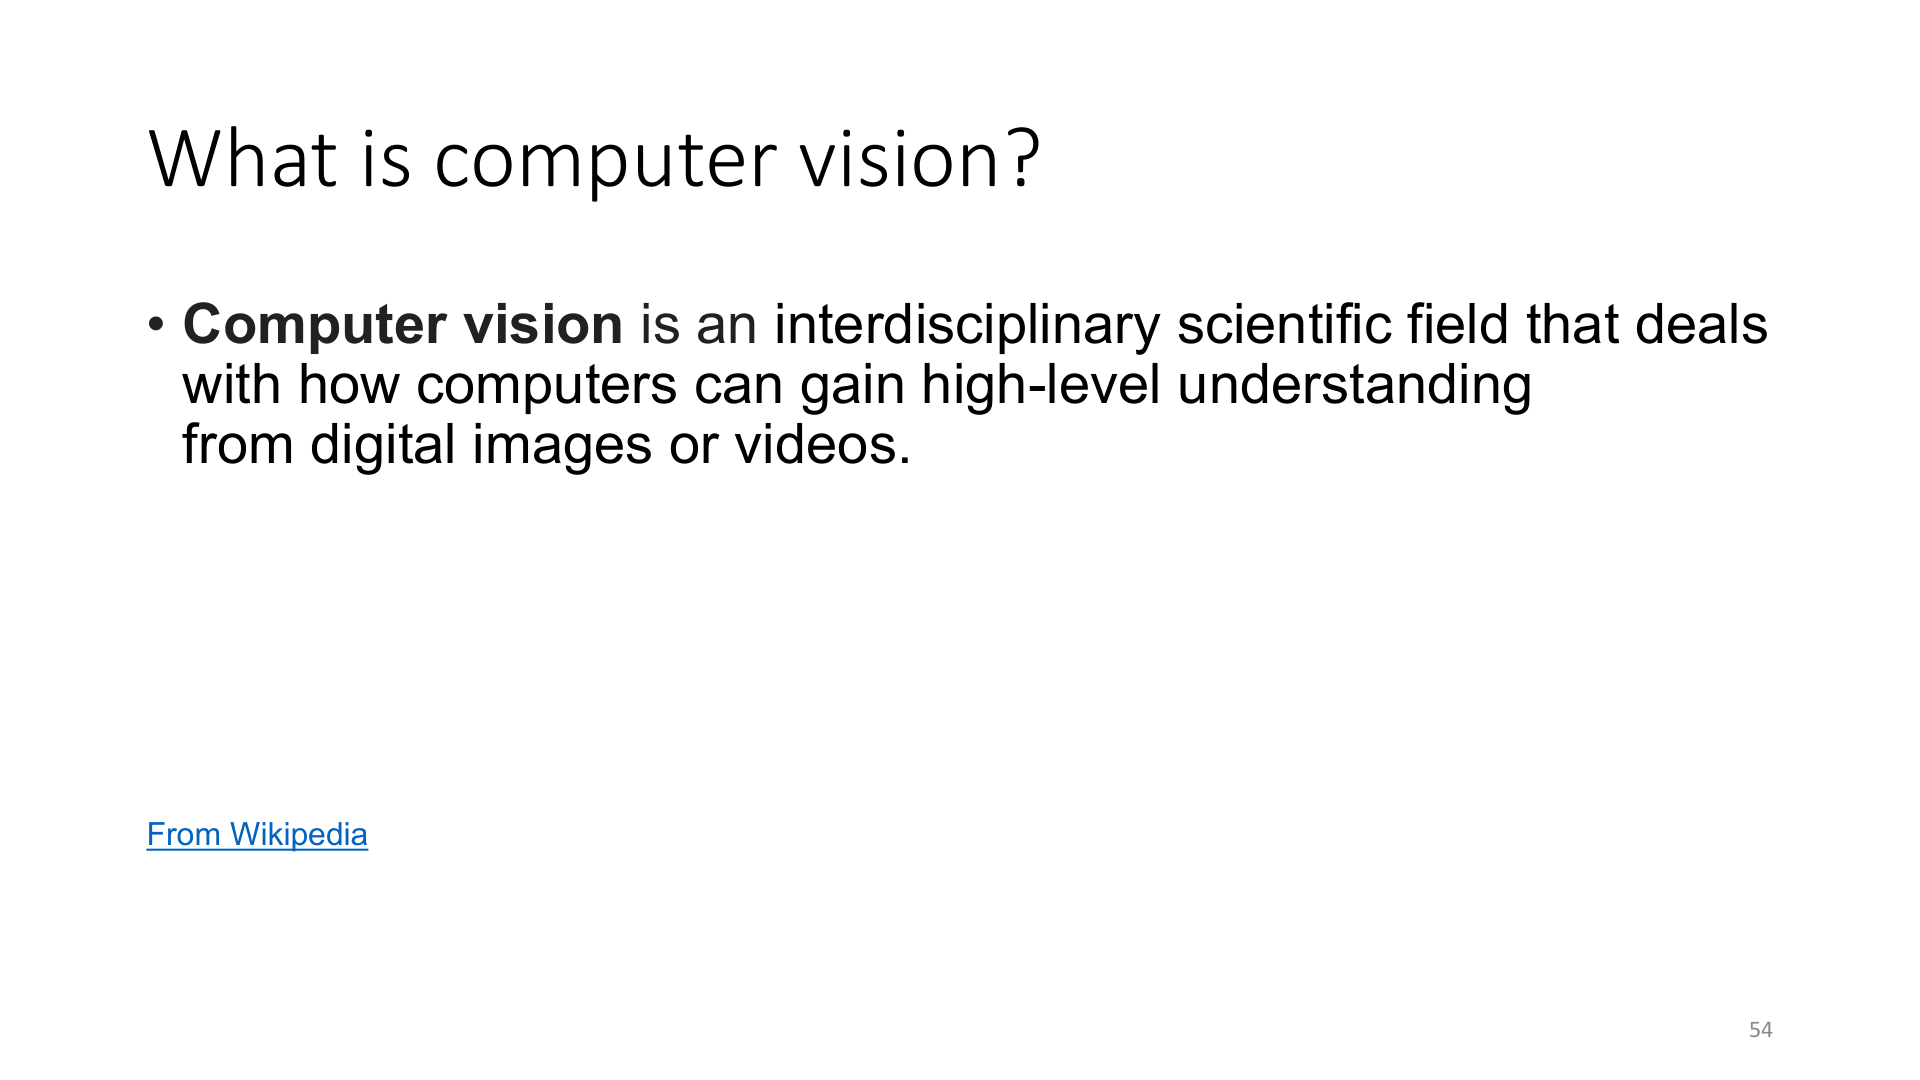 What is computer vision?
• Computer vision is an interdisciplinary scientific field that deals
with how computers can gain high-level understanding
from digital images or videos.
From Wikipedia
54